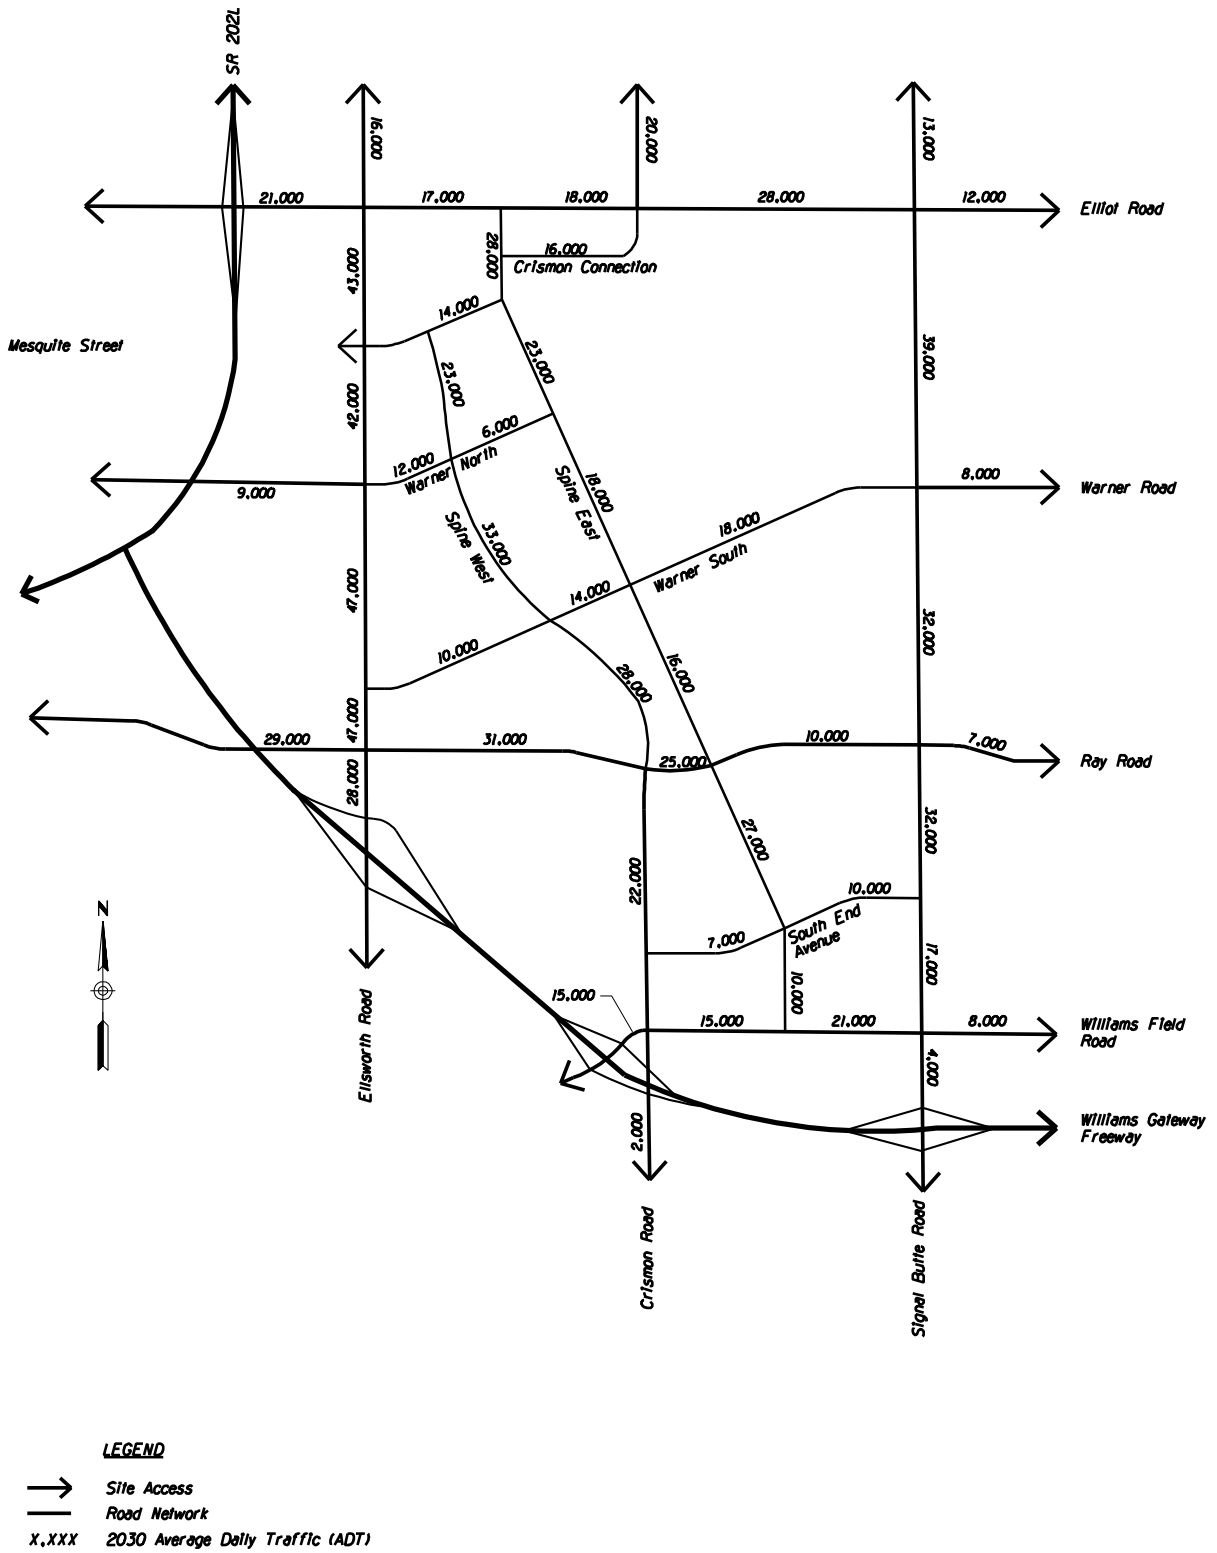 SR 202L
16,000
20,000
13,000
21,000
17,000
18,000
28,000
12,000
Elliot Road
43,000
28,000
16,000
Crismon Connection
14,000
Mesquite Street
23,000
39,000
23,000
42,000
6,000
12,000
Warner North
9,000
Spine East
18,000
8,000
Warner Road
Spine West
33,000
18,000
Warner South
47,000
14,000
32,000
10,000
28,000
16,000
47,000
29,000
31,000
25,000
10,000
7,000
Ray Road
28,000
27,000
32,000
22,000
10,000
South End
Avenue
7,000
N
10,000
17,000
15,000
15,000
21,000
8,000
Williams Field
Road
Ellsworth Road
4,000
2,000
Williams Gateway
Freeway
Crismon Road
Signal Butte Road
LEGEND
Site Access
Road Network
X,XXX 2030 Average Daily Traffic (ADT)